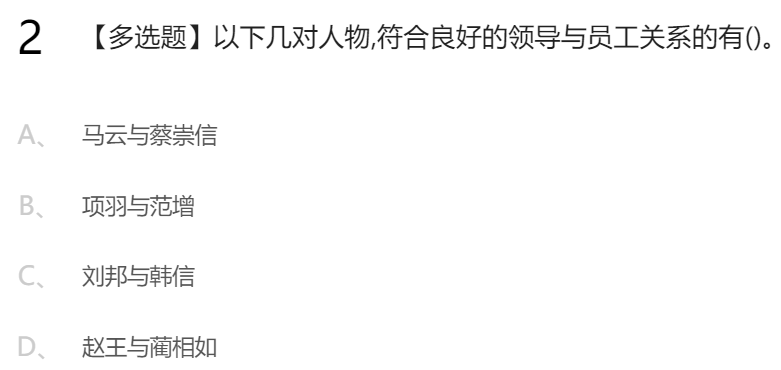 2 【多选题】以下几对人物,符合良好的领导与员工关系的有()。
A、 马云与蔡崇信
B、 项羽与范增
C、 刘邦与韩信
D、 赵王与蔺相如